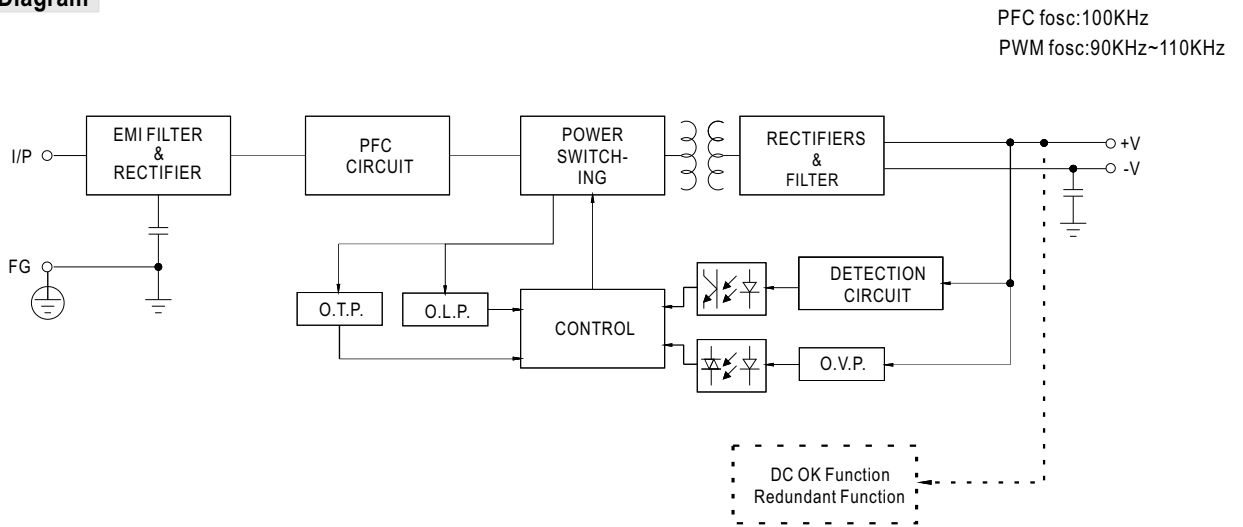 Diagram
PFC fosc:100KHz
PWM fosc:90KHz~110KHz
I/P
EMI FILTER
&
RECTIFIER
PFC
CIRCUIT
POWER
SWITCH-
ING
RECTIFIERS
&
FILTER
+V
-V
FG
O.T.P.
O.L.P.
CONTROL
DETECTION
CIRCUIT
O.V.P.
DC OK Function
Redundant Function